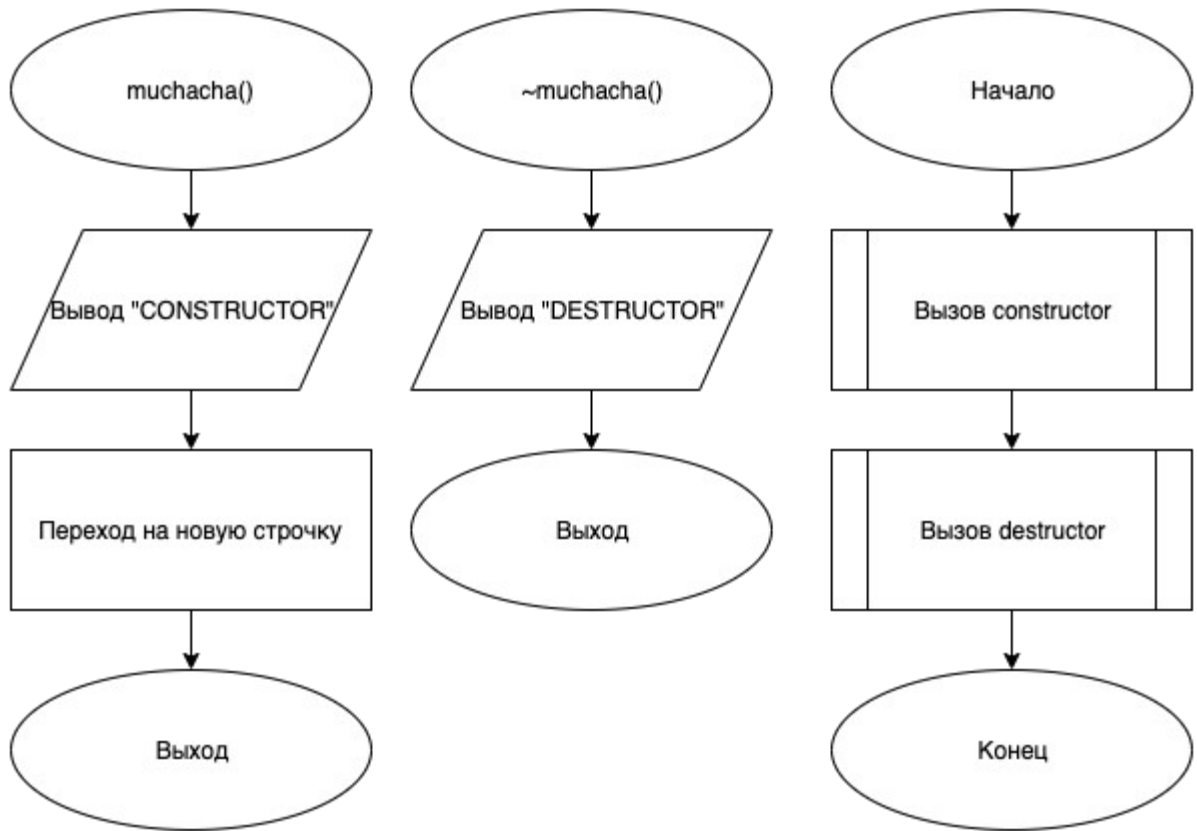 muchacha()
Вывод "CONSTRUCTOR"
Переход на новую строчку
Выход
~muchacha()
Вывод "DESTRUCTOR"
Выход
Начало
Вызов constructor
Вызов destructor
Конец